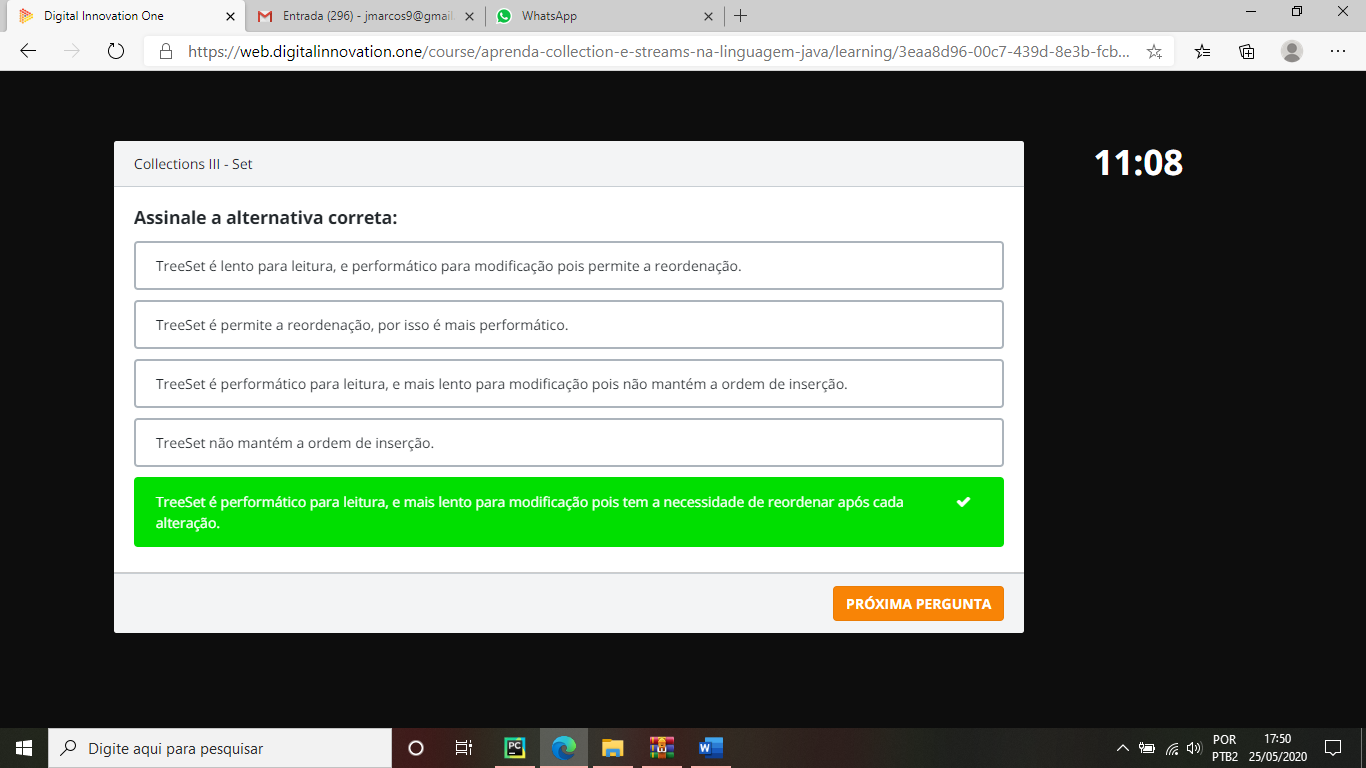 Digital Innovation One
Entrada (296) - jmarcos9@gmail.
WhatsApp
https://web.digitalinnovation.one/course/aprenda-collection-e-streams-na-linguagem-java/learning/3eaa8d96-00c7-439d-8e3b-fcb...
Collections III - Set
11:08
Assinale a alternativa correta:
TreeSet é lento para leitura, e performático para modificação pois permite a reordenação.
TreeSet é permite a reordenação, por isso é mais performático.
TreeSet é performático para leitura, e mais lento para modificação pois não mantém a ordem de inserção.
TreeSet não mantém a ordem de inserção.
TreeSet é performático para leitura, e mais lento para modificação pois tem a necessidade de reordenar após cada
alteração.
PRÓXIMA PERGUNTA
Digite aqui para pesquisar
PC
W
POR
PTB2
17:50
25/05/2020